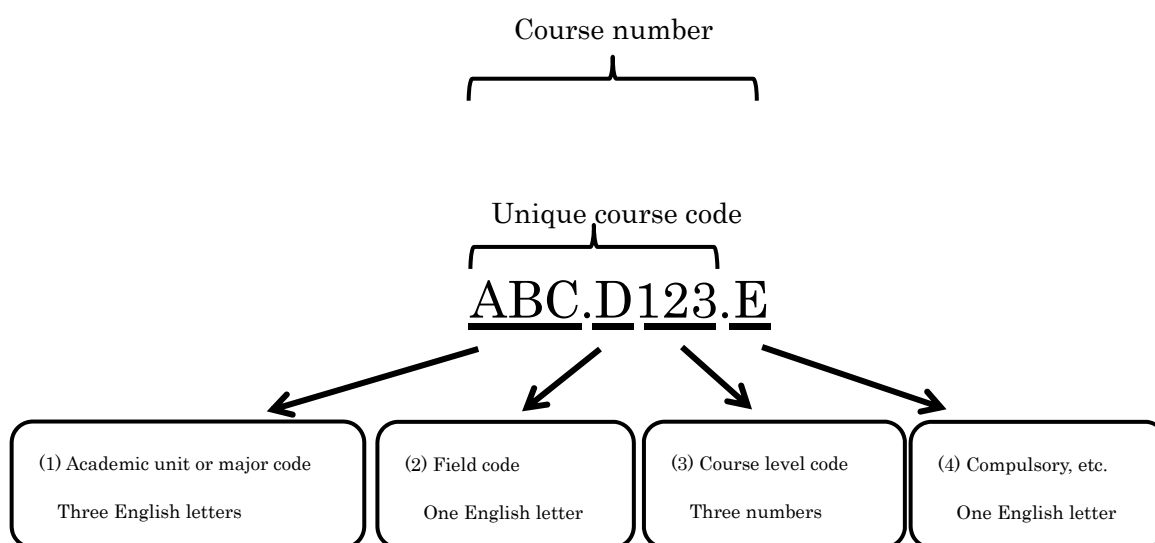 Course number
Unique course code
ABC.D123.E
(1) Academic unit or major code
Three English letters
(2) Field code
One English letter
(3) Course level code
Three numbers
(4) Compulsory, etc.
One English letter